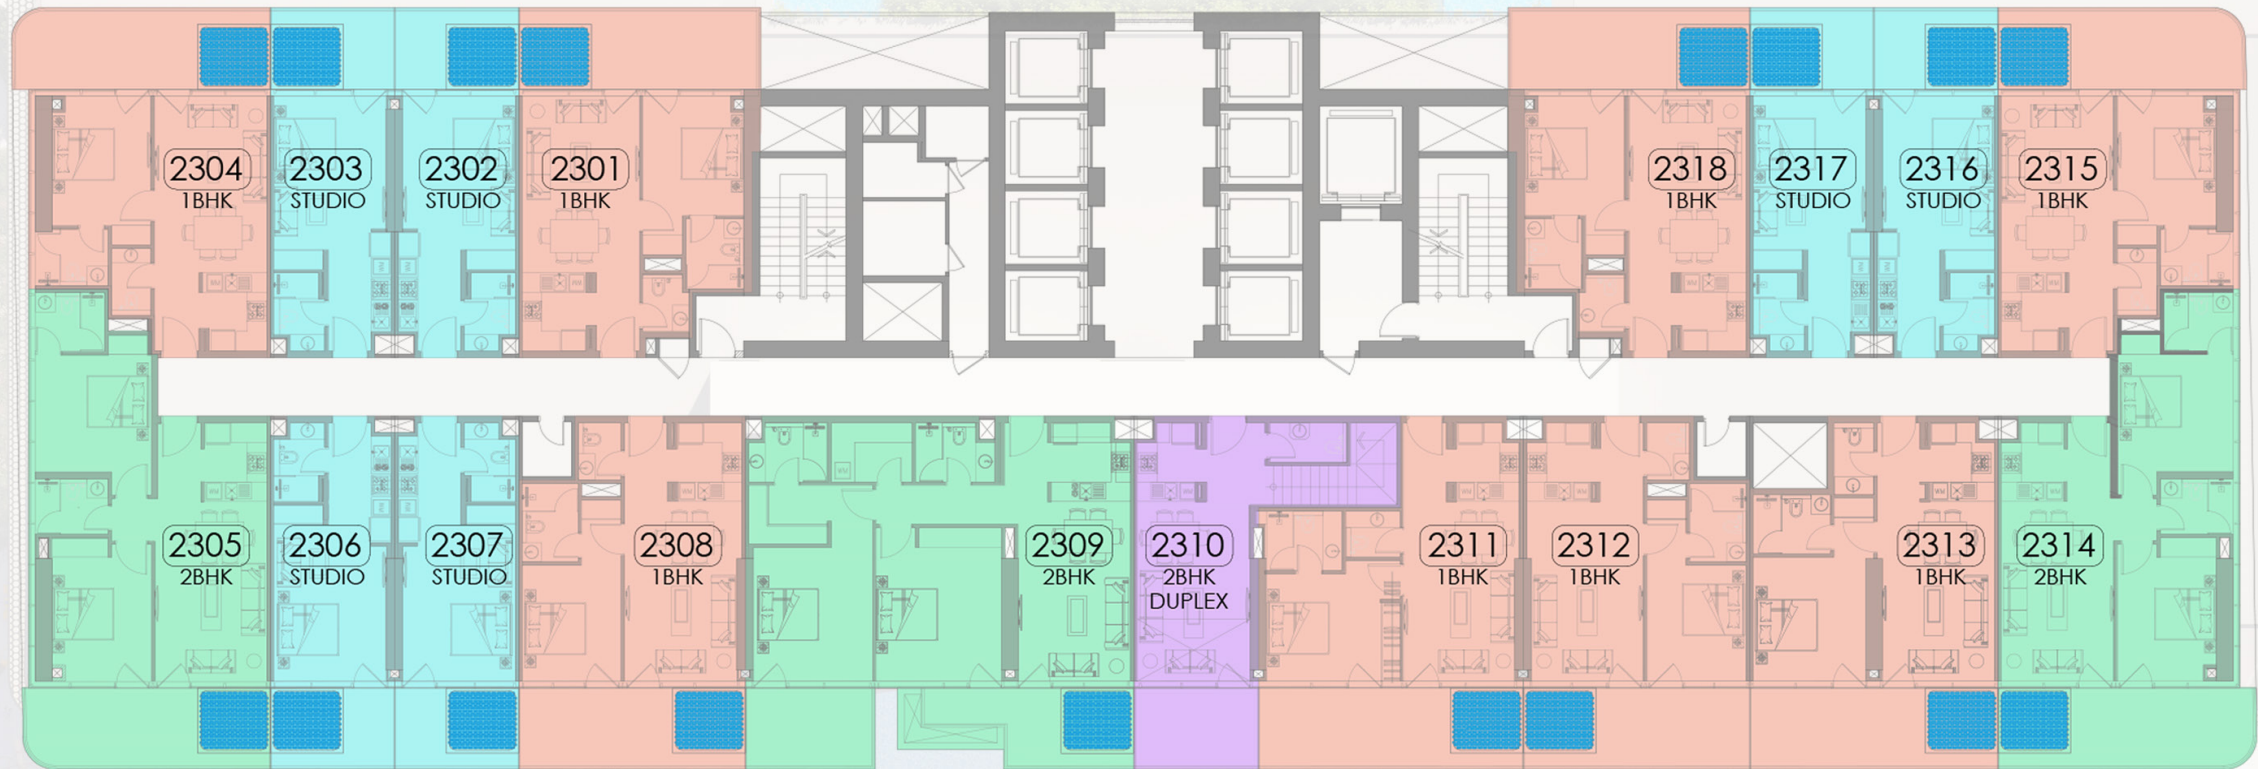 2304
1BHK
2303
STUDIO
2302
STUDIO
2301
1BHK
2318
1BHK
2317
STUDIO
2316
STUDIO
2315
1BHK
2305
2BHK
2306
STUDIO
2307
STUDIO
2308
1BHK
2309
2BHK
2310
2BHK
DUPLEX
2311
1BHK
2312
1BHK
2313
1BHK
2314
2BHK